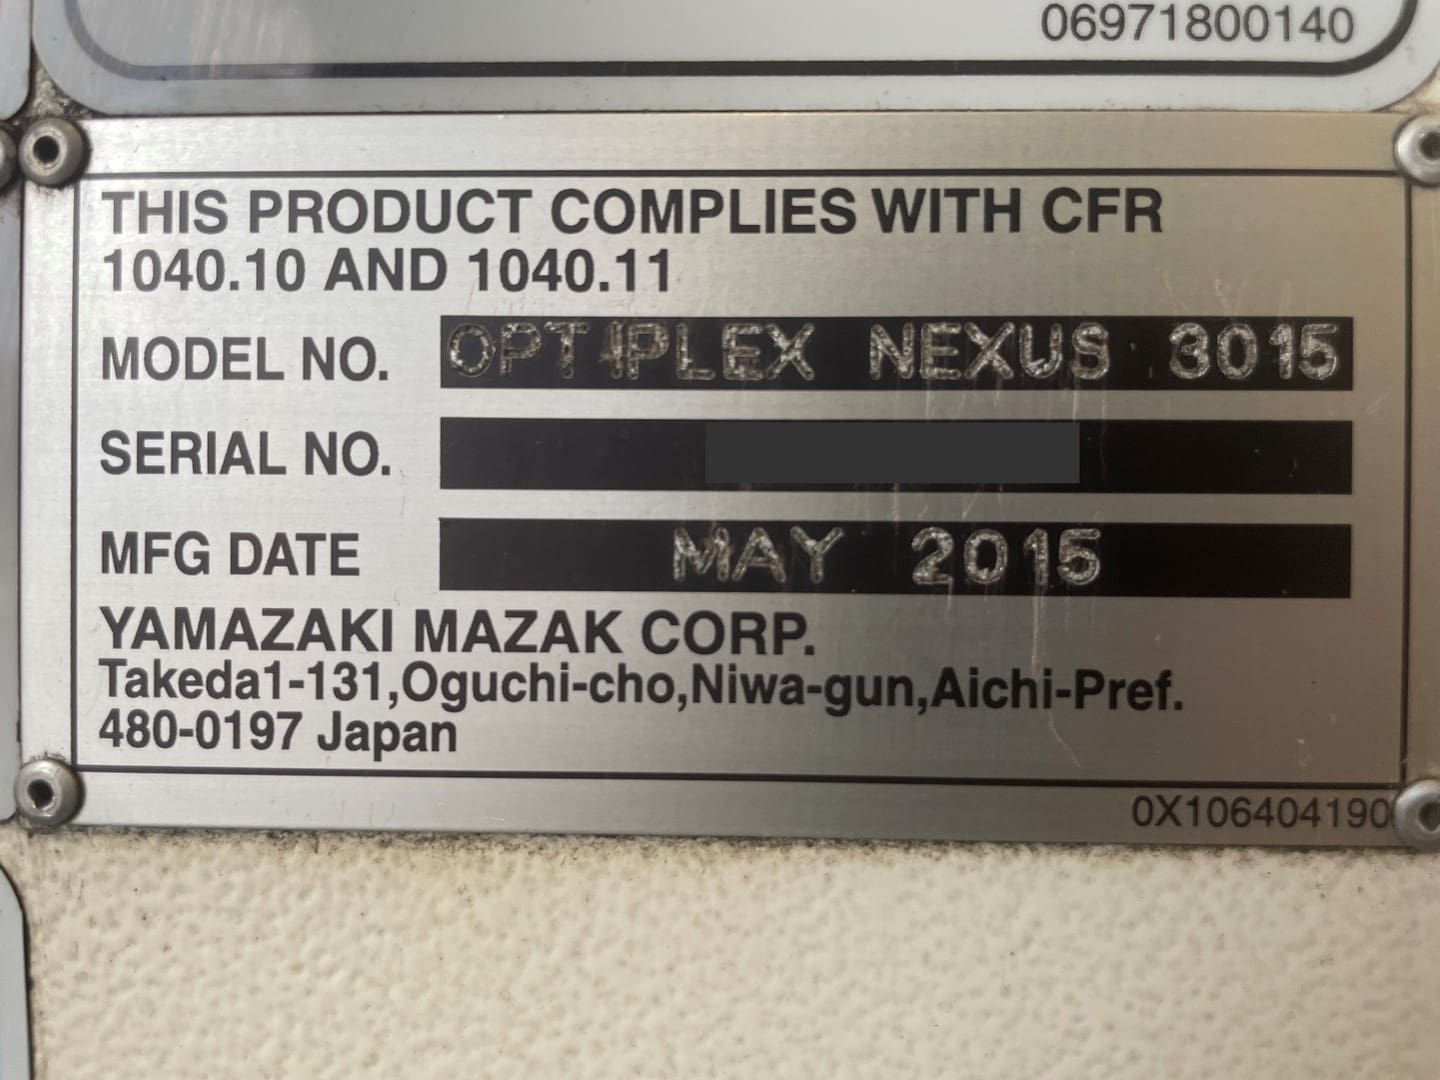 06971800140
THIS PRODUCT COMPLIES WITH CFR
1040.10 AND 1040.11
MODEL NO. OPTIPLEX NEXUS 3015
SERIAL NO.
MFG DATE MAY 2015
YAMAZAKI MAZAK CORP.
Takeda1-131,Oguchi-cho,Niwa-gun,Aichi-Pref.
480-0197 Japan
0X106404190